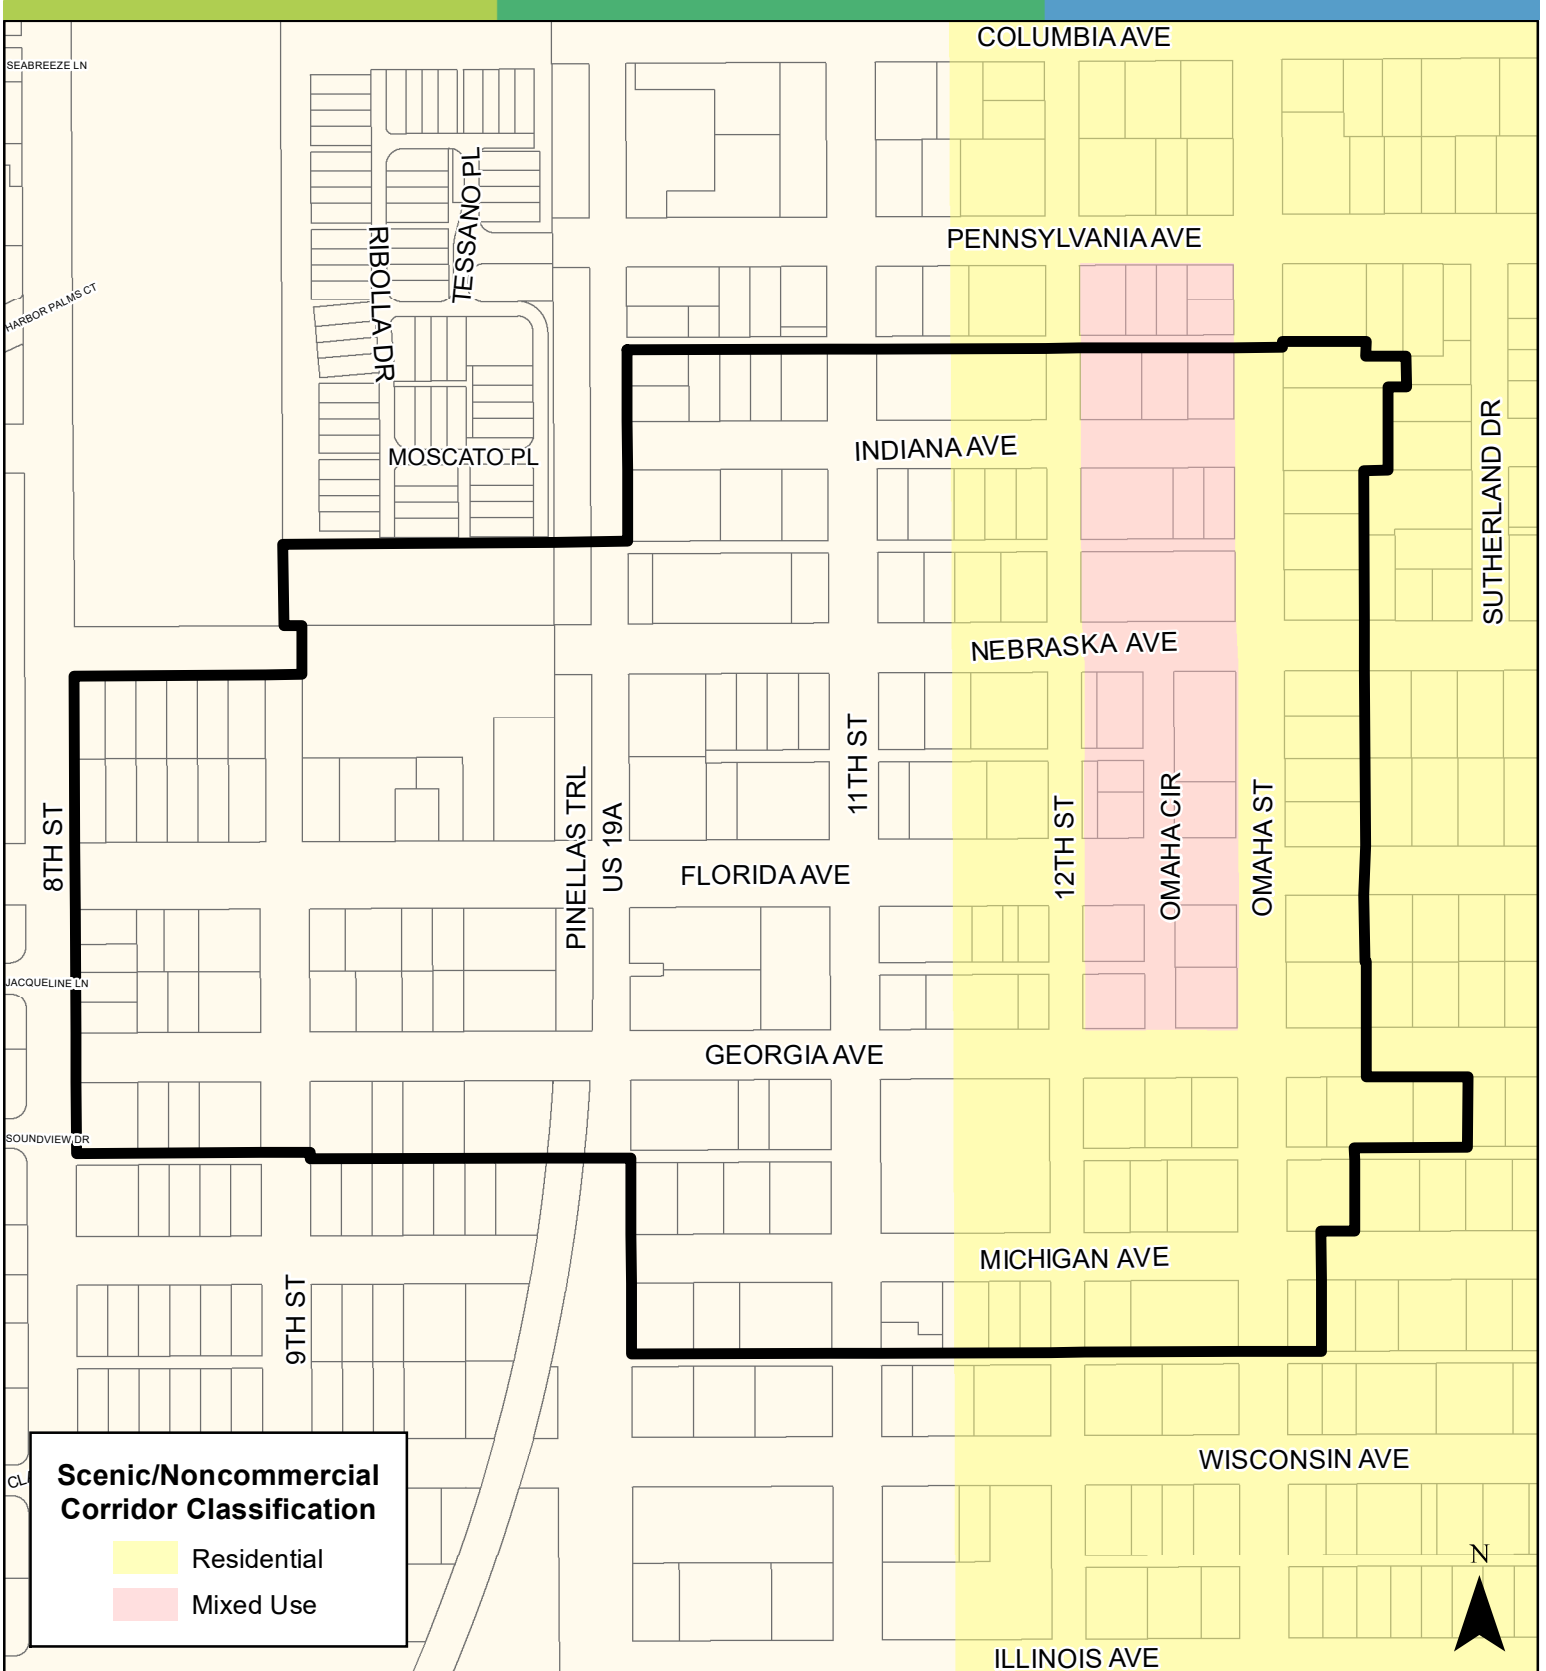 COLUMBIA AVE
SEABREEZE LN
TESSANO PL
RIBOLLA DR
PENNSYLVANIA AVE
HARBOR PALMS CT
MOSCATO PL
INDIANA AVE
SUTHERLAND DR
NEBRASKA AVE
8TH ST
PINELLAS TRL
US 19A
11TH ST
12TH ST
OMAHA CIR
OMAHA ST
FLORIDA AVE
JACQUELINE LN
GEORGIA AVE
SOUNDVIEW DR
MICHIGAN AVE
9TH ST
WISCONSIN AVE
Scenic/Noncommercial
Corridor Classification
Residential
Mixed Use
N
ILLINOIS AVE